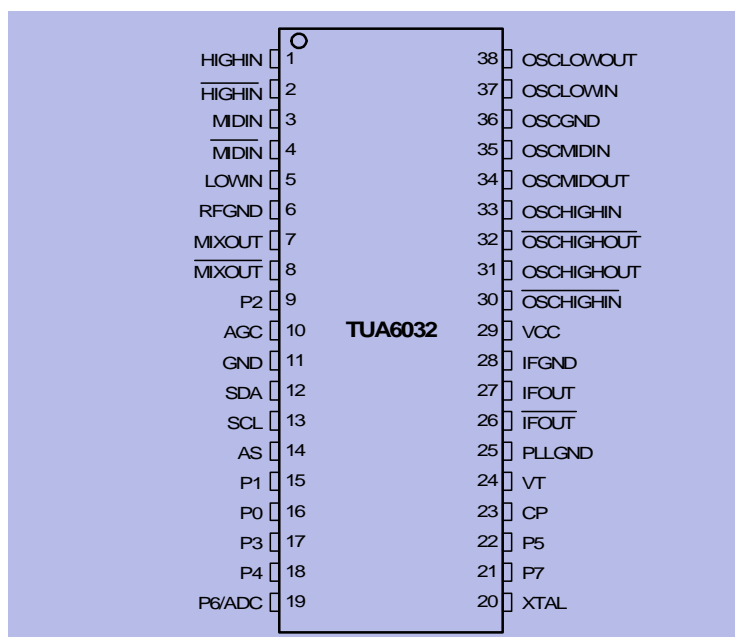 HIGHIN 1 38 OSCLOWOUT
HIGHIN 2 37 OSCLOWIN
MIDIN 3 36 OSCGND
MIDIN 4 35 OSCMIDIN
LOWIN 5 34 OSCMIDOUT
RFGND 6 33 OSCHIGHIN
MIXOUT 7 32 OSCHIGHOUT
MIXOUT 8 31 OSCHIGHOUT
P2 9 30 OSCHIGHIN
AGC 10 TUA6032 29 VCC
GND 11 28 IFGND
SDA 12 27 IFOUT
SCL 13 26 IFOUT
AS 14 25 PLLGND
P1 15 24 VT
P0 16 23 CP
P3 17 22 P5
P4 18 21 P7
P6/ADC 19 20 XTAL